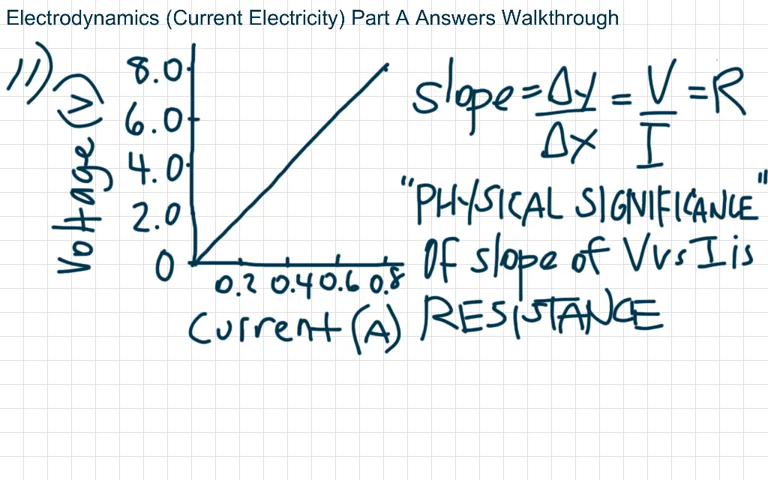 Electrodynamics (Current Electricity) Part A Answers Walkthrough
11)
Voltage (V)
8.0
6.0
4.0
2.0
0
0.2 0.4 0.6 0.8
Current (A)
slope = Δy/Δx = V/I = R
"PHYSICAL SIGNIFICANCE"
OF slope of V vs I is
RESISTANCE